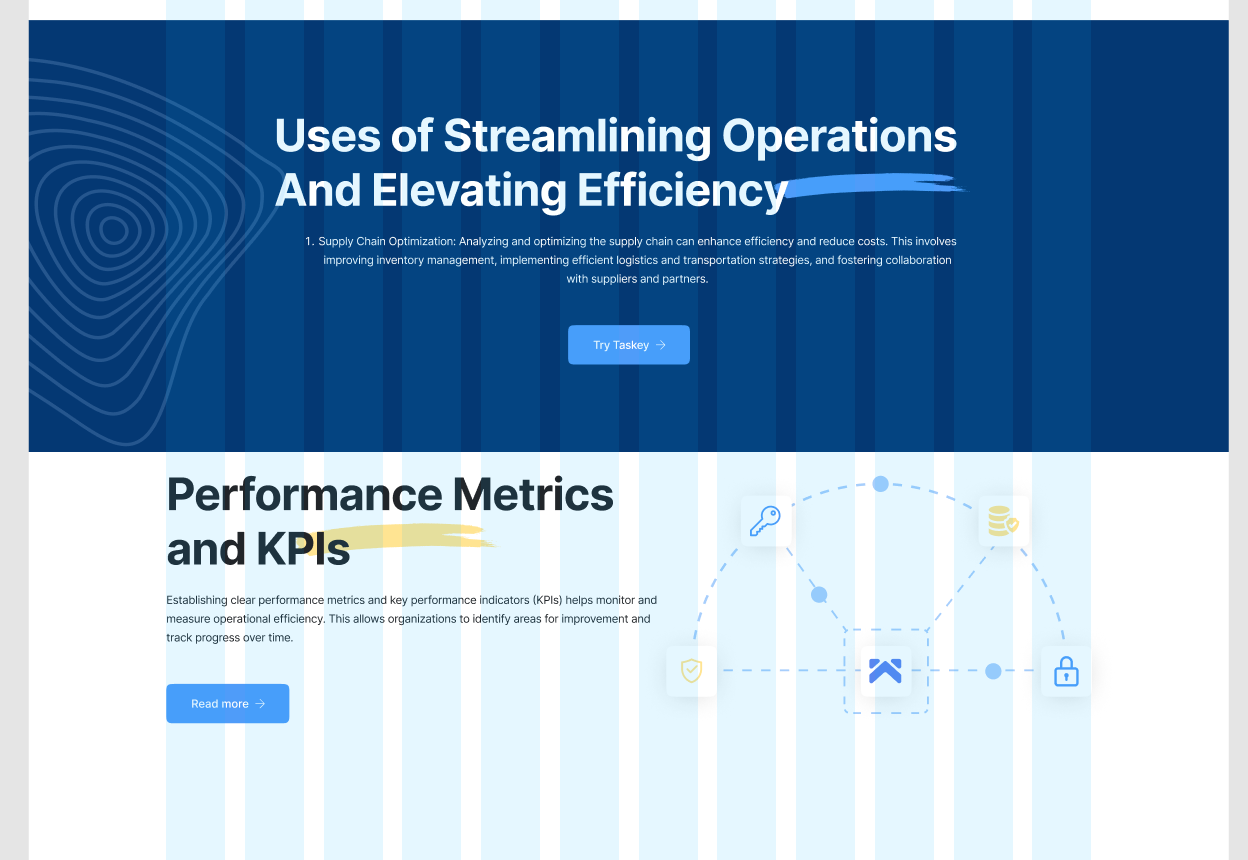 Uses of Streamlining Operations
And Elevating Efficiency
1. Supply Chain Optimization: Analyzing and optimizing the supply chain can enhance efficiency and reduce costs. This involves
improving inventory management, implementing efficient logistics and transportation strategies, and fostering collaboration
with suppliers and partners.
Try Taskey →
Performance Metrics
and KPIs
Establishing clear performance metrics and key performance indicators (KPIs) helps monitor and
measure operational efficiency. This allows organizations to identify areas for improvement and
track progress over time.
Read more →